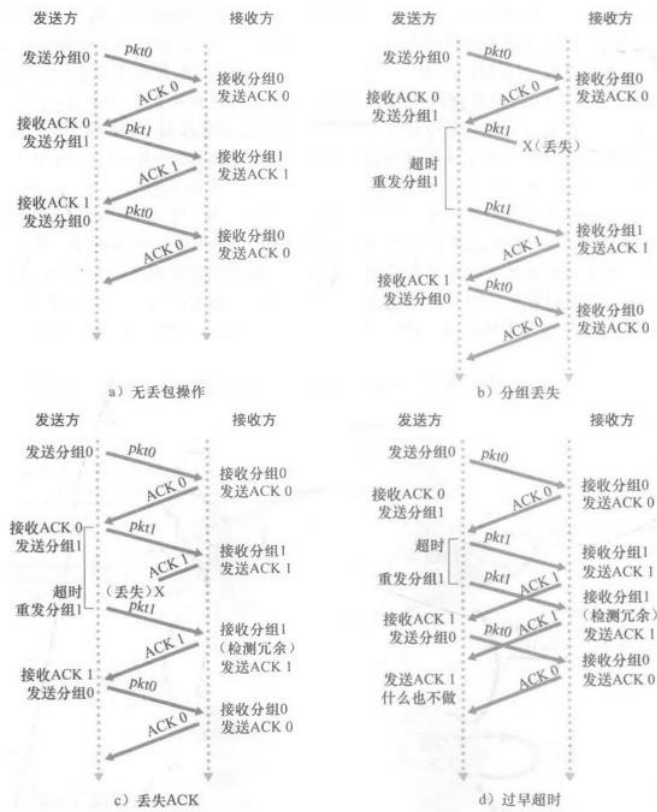 发送方 接收方
发送分组0 pkt0
接收分组0
ACK 0 发送ACK 0
接收ACK 0
发送分组1 pkt1
接收分组1
ACK 1 发送ACK 1
接收ACK 1
发送分组0 pkt0
接收分组0
ACK 0 发送ACK 0
a）无丢包操作
发送方 接收方
发送分组0 pkt0
接收分组0
ACK 0 发送ACK 0
接收ACK 0
发送分组1 pkt1
X（丢失）
超时
重发分组1
pkt1
接收分组1
ACK 1 发送ACK 1
接收ACK 1
发送分组0 pkt0
接收分组0
ACK 0 发送ACK 0
b）分组丢失
发送方 接收方
发送分组0 pkt0
接收分组0
ACK 0 发送ACK 0
接收ACK 0
发送分组1 pkt1
接收分组1
ACK 1 发送ACK 1
超时 （丢失）X
重发分组1 pkt1
接收分组1
（检测冗余）
ACK 1 发送ACK 1
接收ACK 1
发送分组0 pkt0
接收分组0
ACK 0 发送ACK 0
c）丢失ACK
发送方 接收方
发送分组0 pkt0
接收分组0
ACK 0 发送ACK 0
接收ACK 0
发送分组1
超时 pkt1
接收分组1
发送ACK 1
重发分组1 pkt1 ACK 1
接收分组1
（检测冗余）
接收ACK 1 ACK 1 发送ACK 1
发送分组0 pkt0
接收分组0
ACK 0 发送ACK 0
发送ACK 1
什么也不做
d）过早超时